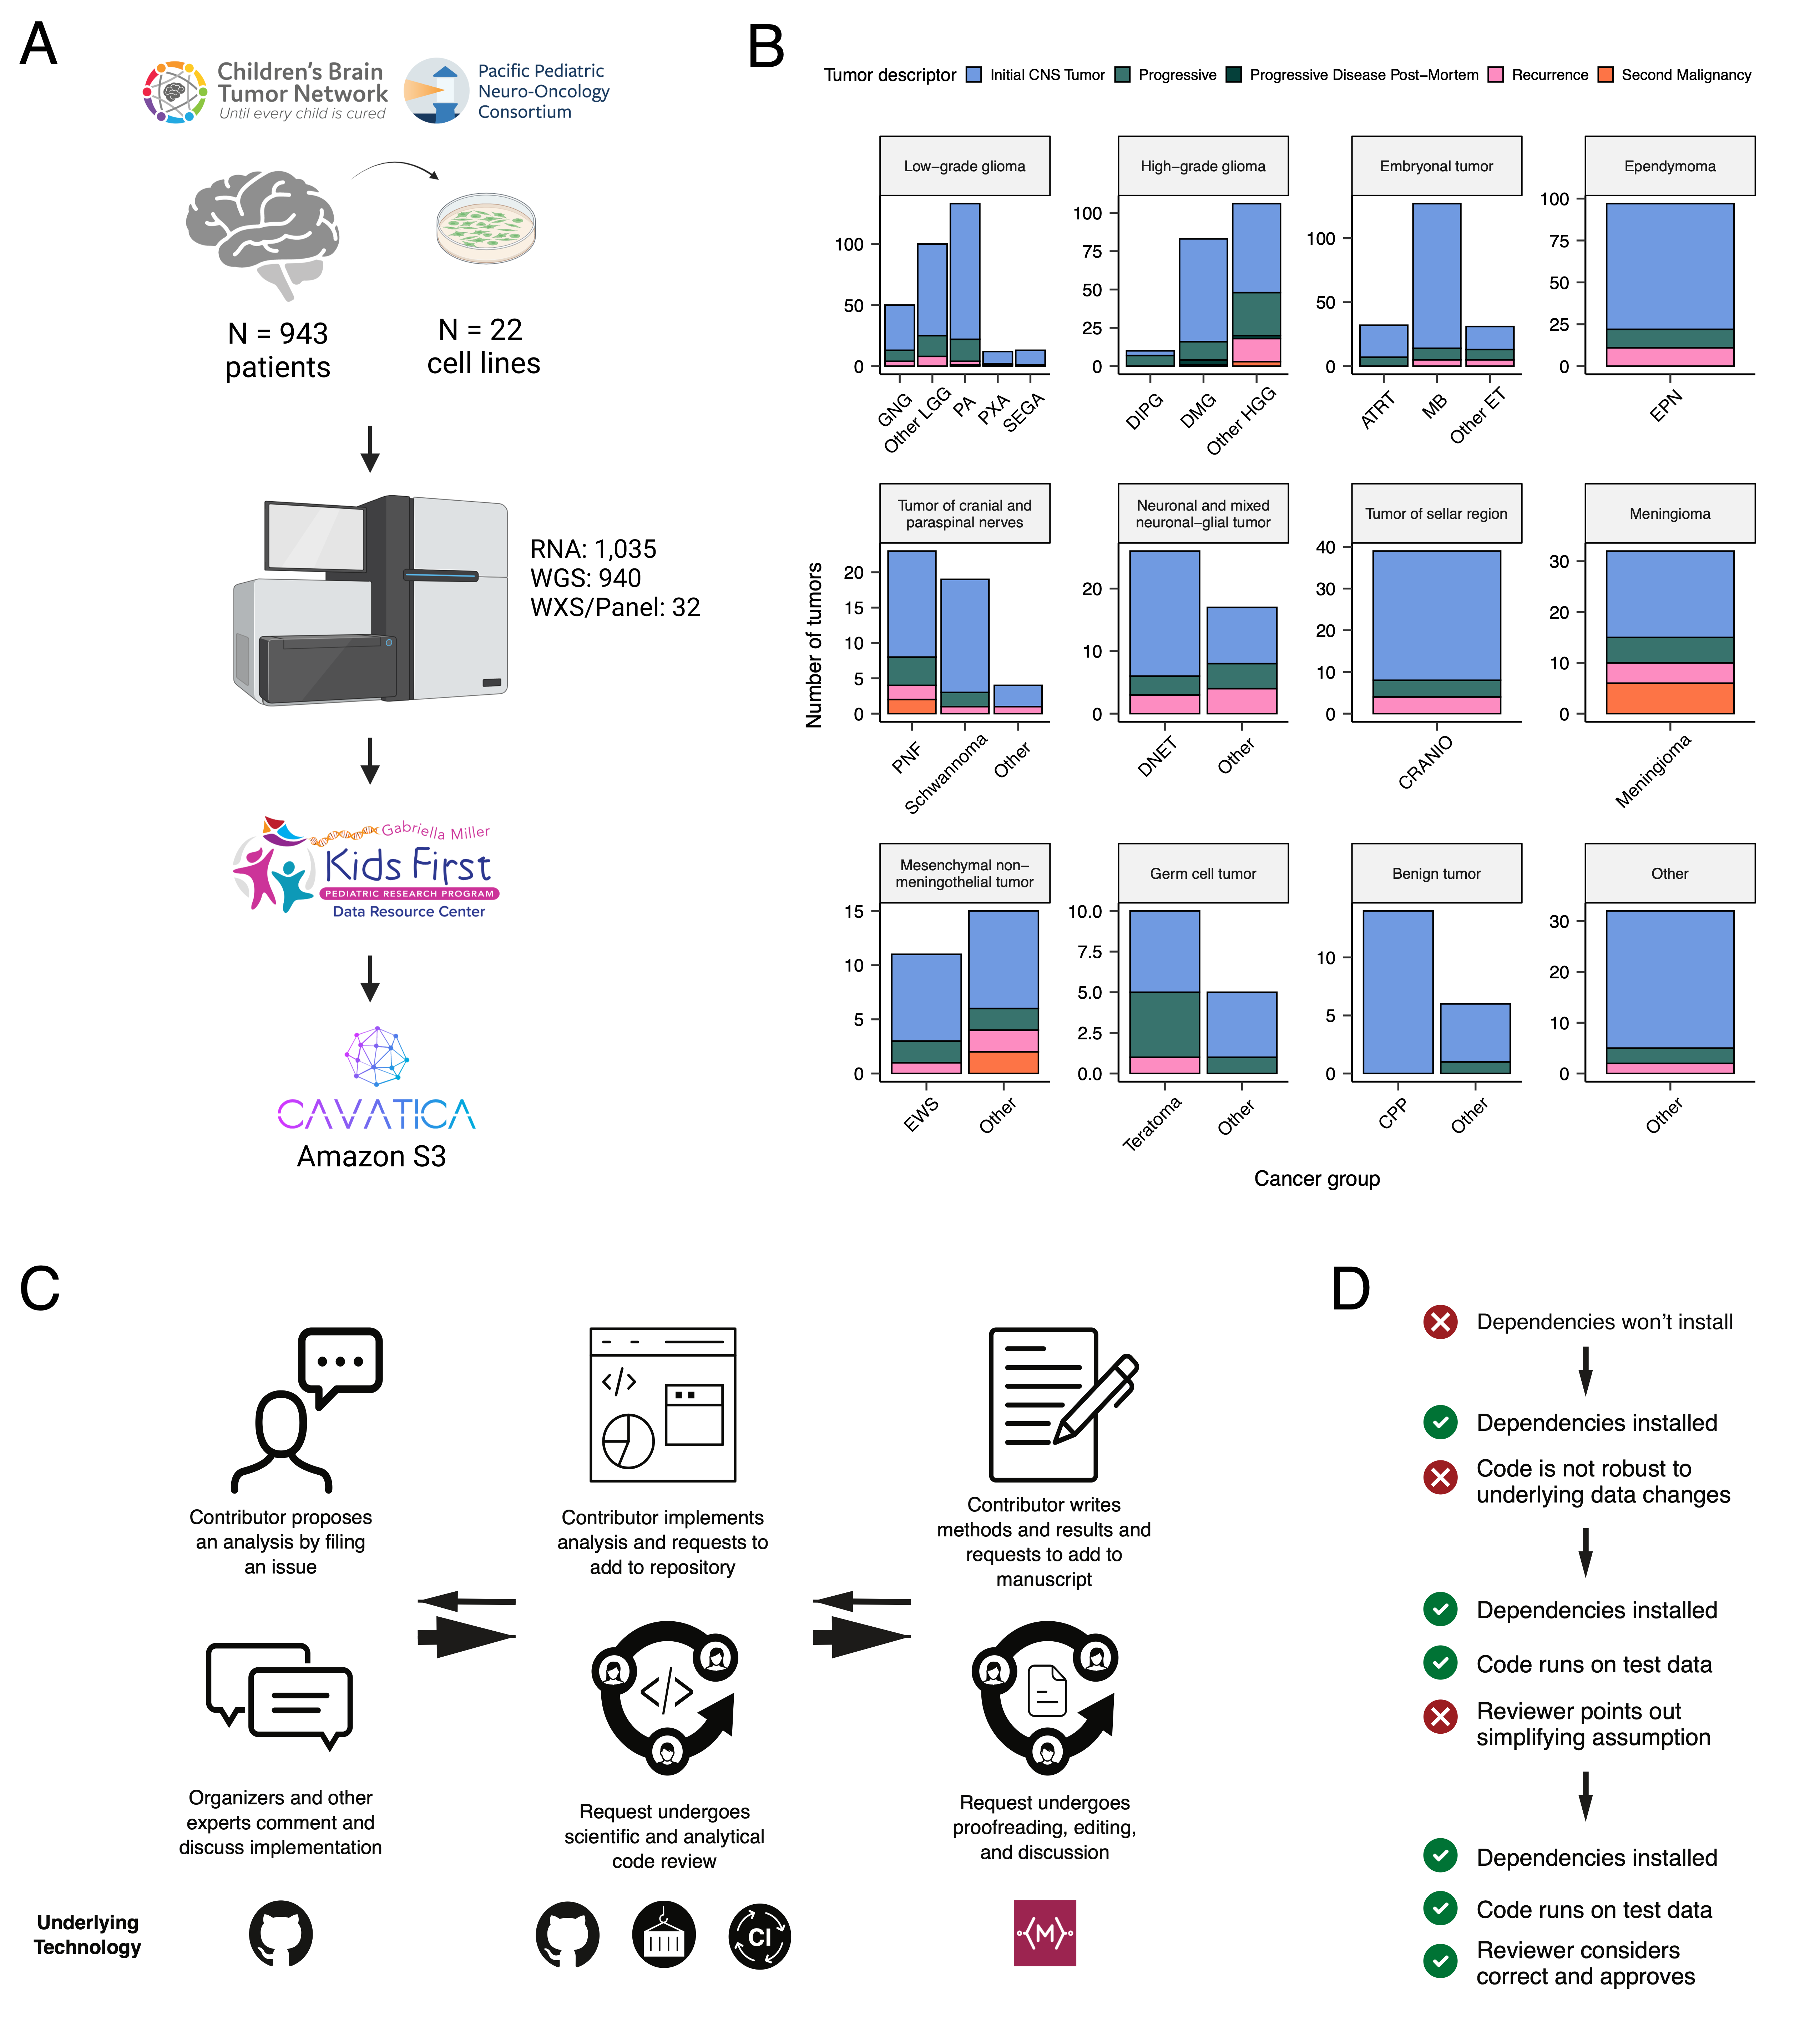 A
Children's Brain
Tumor Network
Until every child is cured
Pacific Pediatric
Neuro-Oncology
Consortium
N = 943
patients
N = 22
cell lines
RNA: 1,035
WGS: 940
WXS/Panel: 32
Gabriella Miller
Kids First
PEDIATRIC RESEARCH PROGRAM
Data Resource Center
CAVATICA
Amazon S3
B
Tumor descriptor Initial CNS Tumor Progressive Progressive Disease Post–Mortem Recurrence Second Malignancy
Number of tumors
Low–grade glioma
100
50
0
GNG
Other LGG
PA
PXA
SEGA
High–grade glioma
100
75
50
25
0
DIPG
DMG
Other HGG
Embryonal tumor
100
50
0
ATRT
MB
Other ET
Ependymoma
100
75
50
25
0
EPN
Tumor of cranial and
paraspinal nerves
20
15
10
5
0
PNF
Schwannoma
Other
Neuronal and mixed
neuronal–glial tumor
20
10
0
DNET
Other
Tumor of sellar region
40
30
20
10
0
CRANIO
Meningioma
30
20
10
0
Meningioma
Mesenchymal non–
meningothelial tumor
15
10
5
0
EWS
Other
Germ cell tumor
10.0
7.5
5.0
2.5
0.0
Teratoma
Other
Benign tumor
10
5
0
CPP
Other
Other
30
20
10
0
Other
Cancer group
C
Contributor proposes
an analysis by filing
an issue
Contributor implements
analysis and requests to
add to repository
Contributor writes
methods and results and
requests to add to
manuscript
Organizers and other
experts comment and
discuss implementation
Request undergoes
scientific and analytical
code review
Request undergoes
proofreading, editing,
and discussion
Underlying
Technology
CI
M
D
Dependencies won't install
Dependencies installed
Code is not robust to
underlying data changes
Dependencies installed
Code runs on test data
Reviewer points out
simplifying assumption
Dependencies installed
Code runs on test data
Reviewer considers
correct and approves